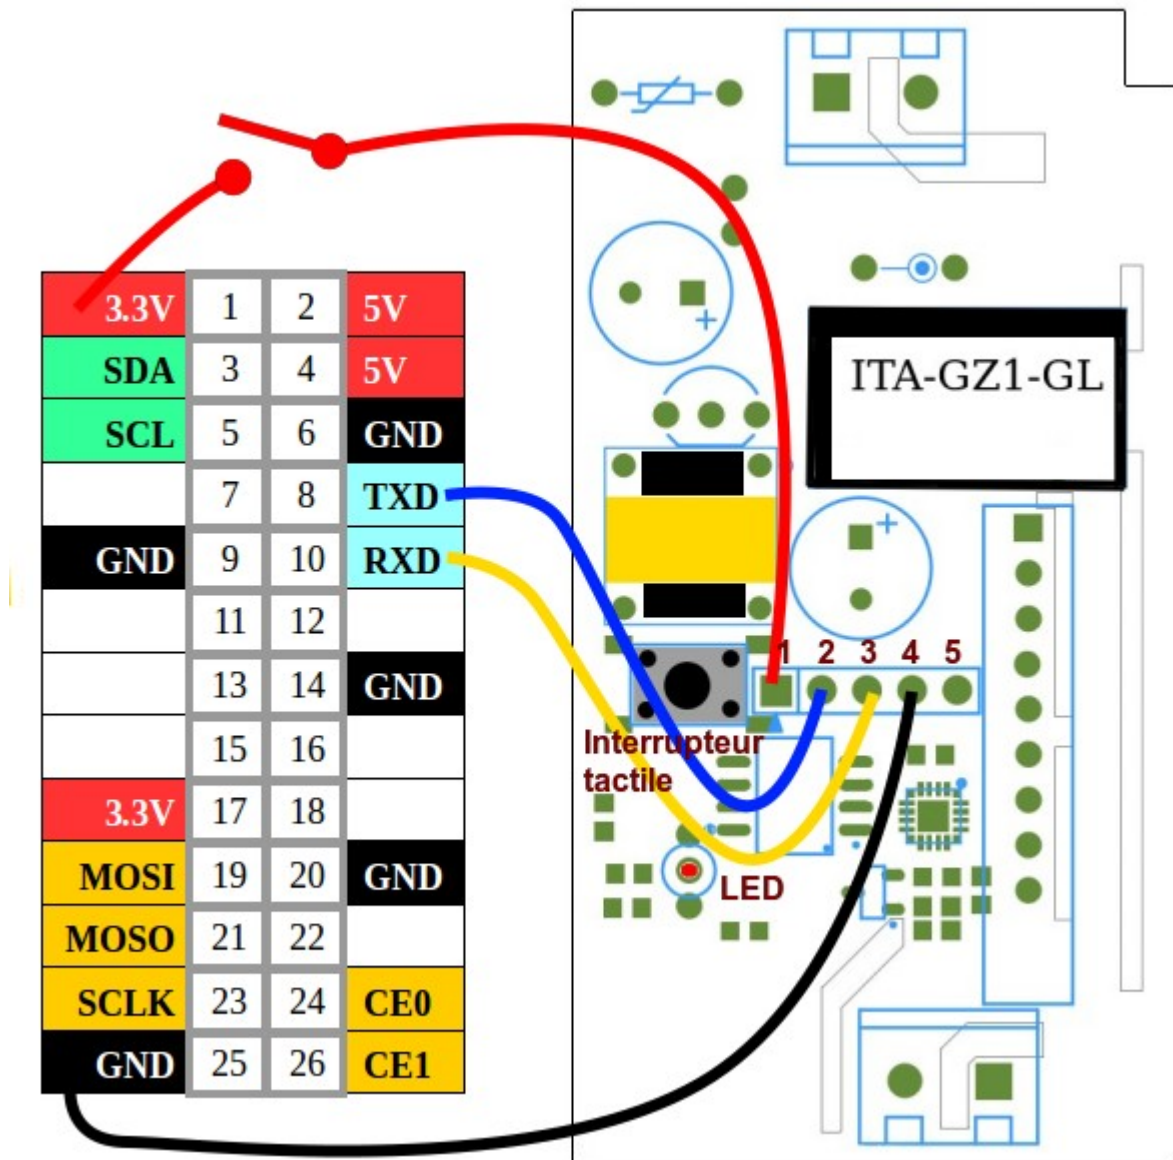 3.3V 1 2 5V
SDA 3 4 5V
SCL 5 6 GND
7 8 TXD
GND 9 10 RXD
11 12
13 14 GND
15 16
3.3V 17 18
MOSI 19 20 GND
MOSO 21 22
SCLK 23 24 CE0
GND 25 26 CE1
ITA-GZ1-GL
1 2 3 4 5
Interrupteur
tactile
LED